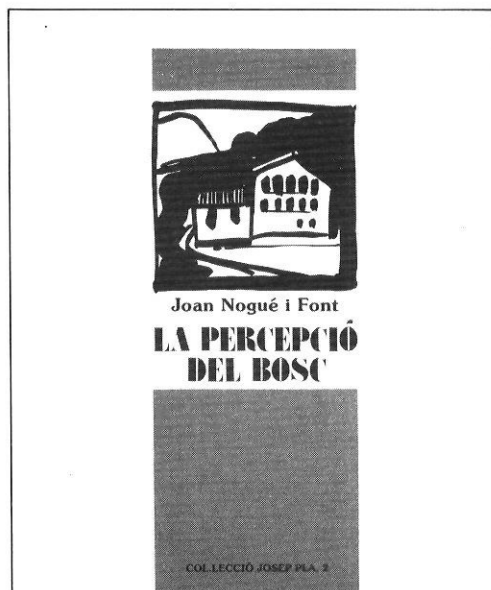 Joan Nogué i Font
LA PERCEPCIÓ
DEL BOSC
COL.LECCIÓ JOSEP PLA, 2